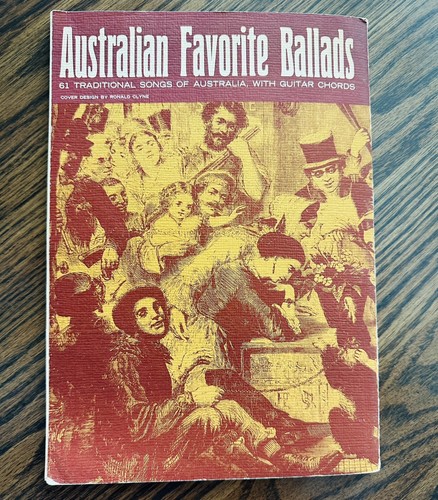 Australian Favorite Ballads
61 TRADITIONAL SONGS OF AUSTRALIA, WITH GUITAR CHORDS
COVER DESIGN BY RONALD CLYNE